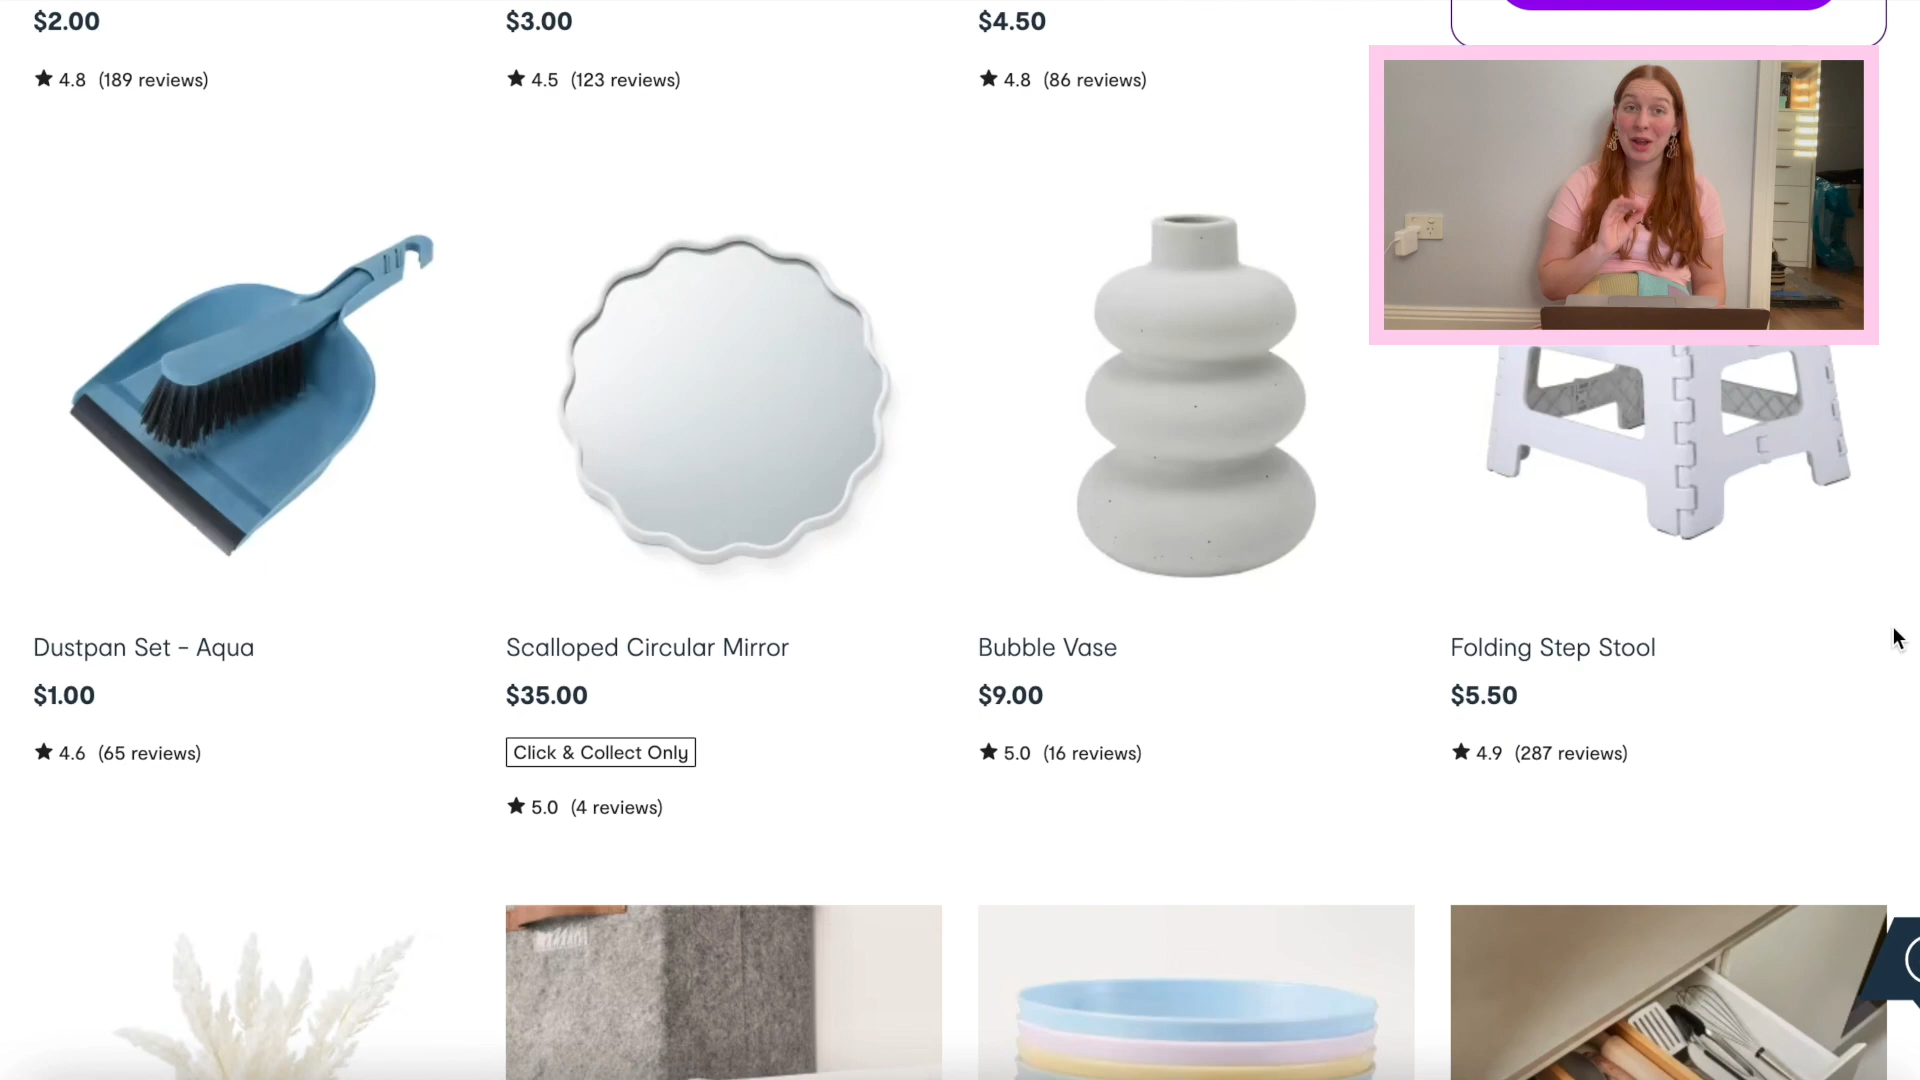 $2.00
$3.00
$4.50
4.8 (189 reviews)
4.5 (123 reviews)
4.8 (86 reviews)
Dustpan Set - Aqua
Scalloped Circular Mirror
Bubble Vase
Folding Step Stool
$1.00
$35.00
$9.00
$5.50
4.6 (65 reviews)
Click & Collect Only
5.0 (16 reviews)
4.9 (287 reviews)
5.0 (4 reviews)